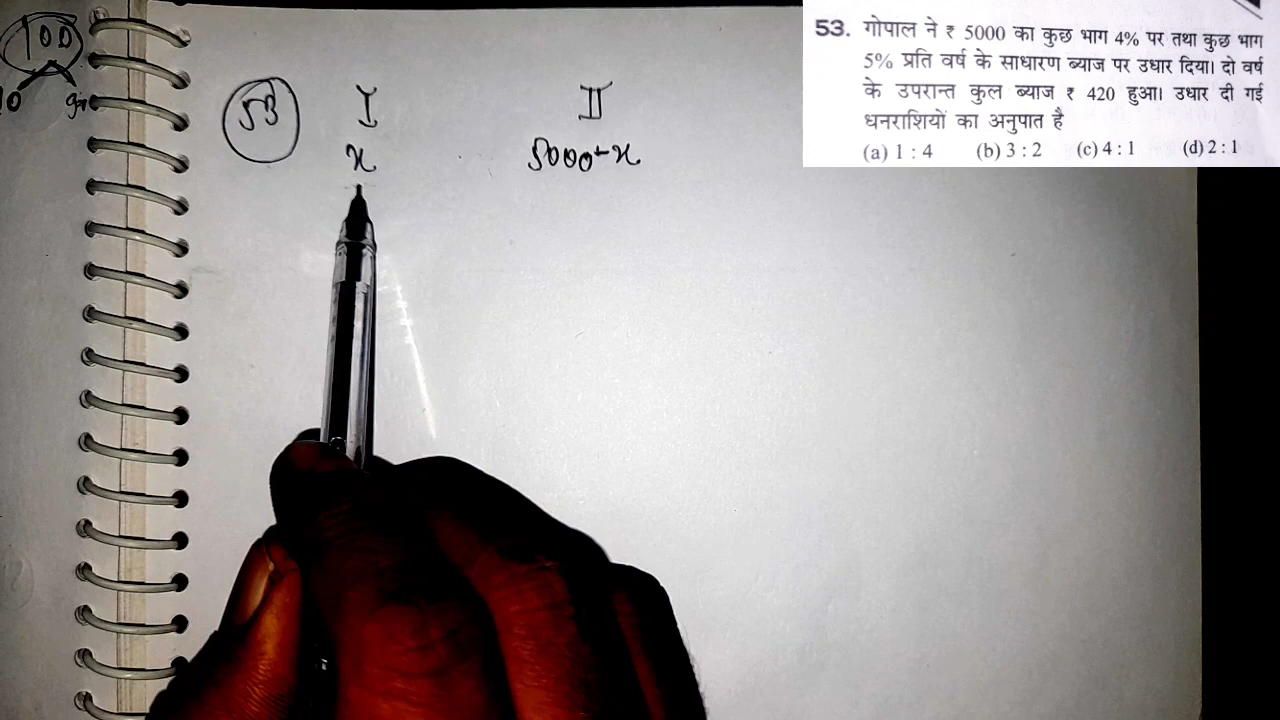 53. गोपाल ने ₹ 5000 का कुछ भाग 4% पर तथा कुछ भाग
5% प्रति वर्ष के साधारण ब्याज पर उधार दिया। दो वर्ष
के उपरान्त कुल ब्याज ₹ 420 हुआ। उधार दी गई
धनराशियों का अनुपात है
(a) 1 : 4 (b) 3 : 2 (c) 4 : 1 (d) 2 : 1
100
53 I II
x 5000-x